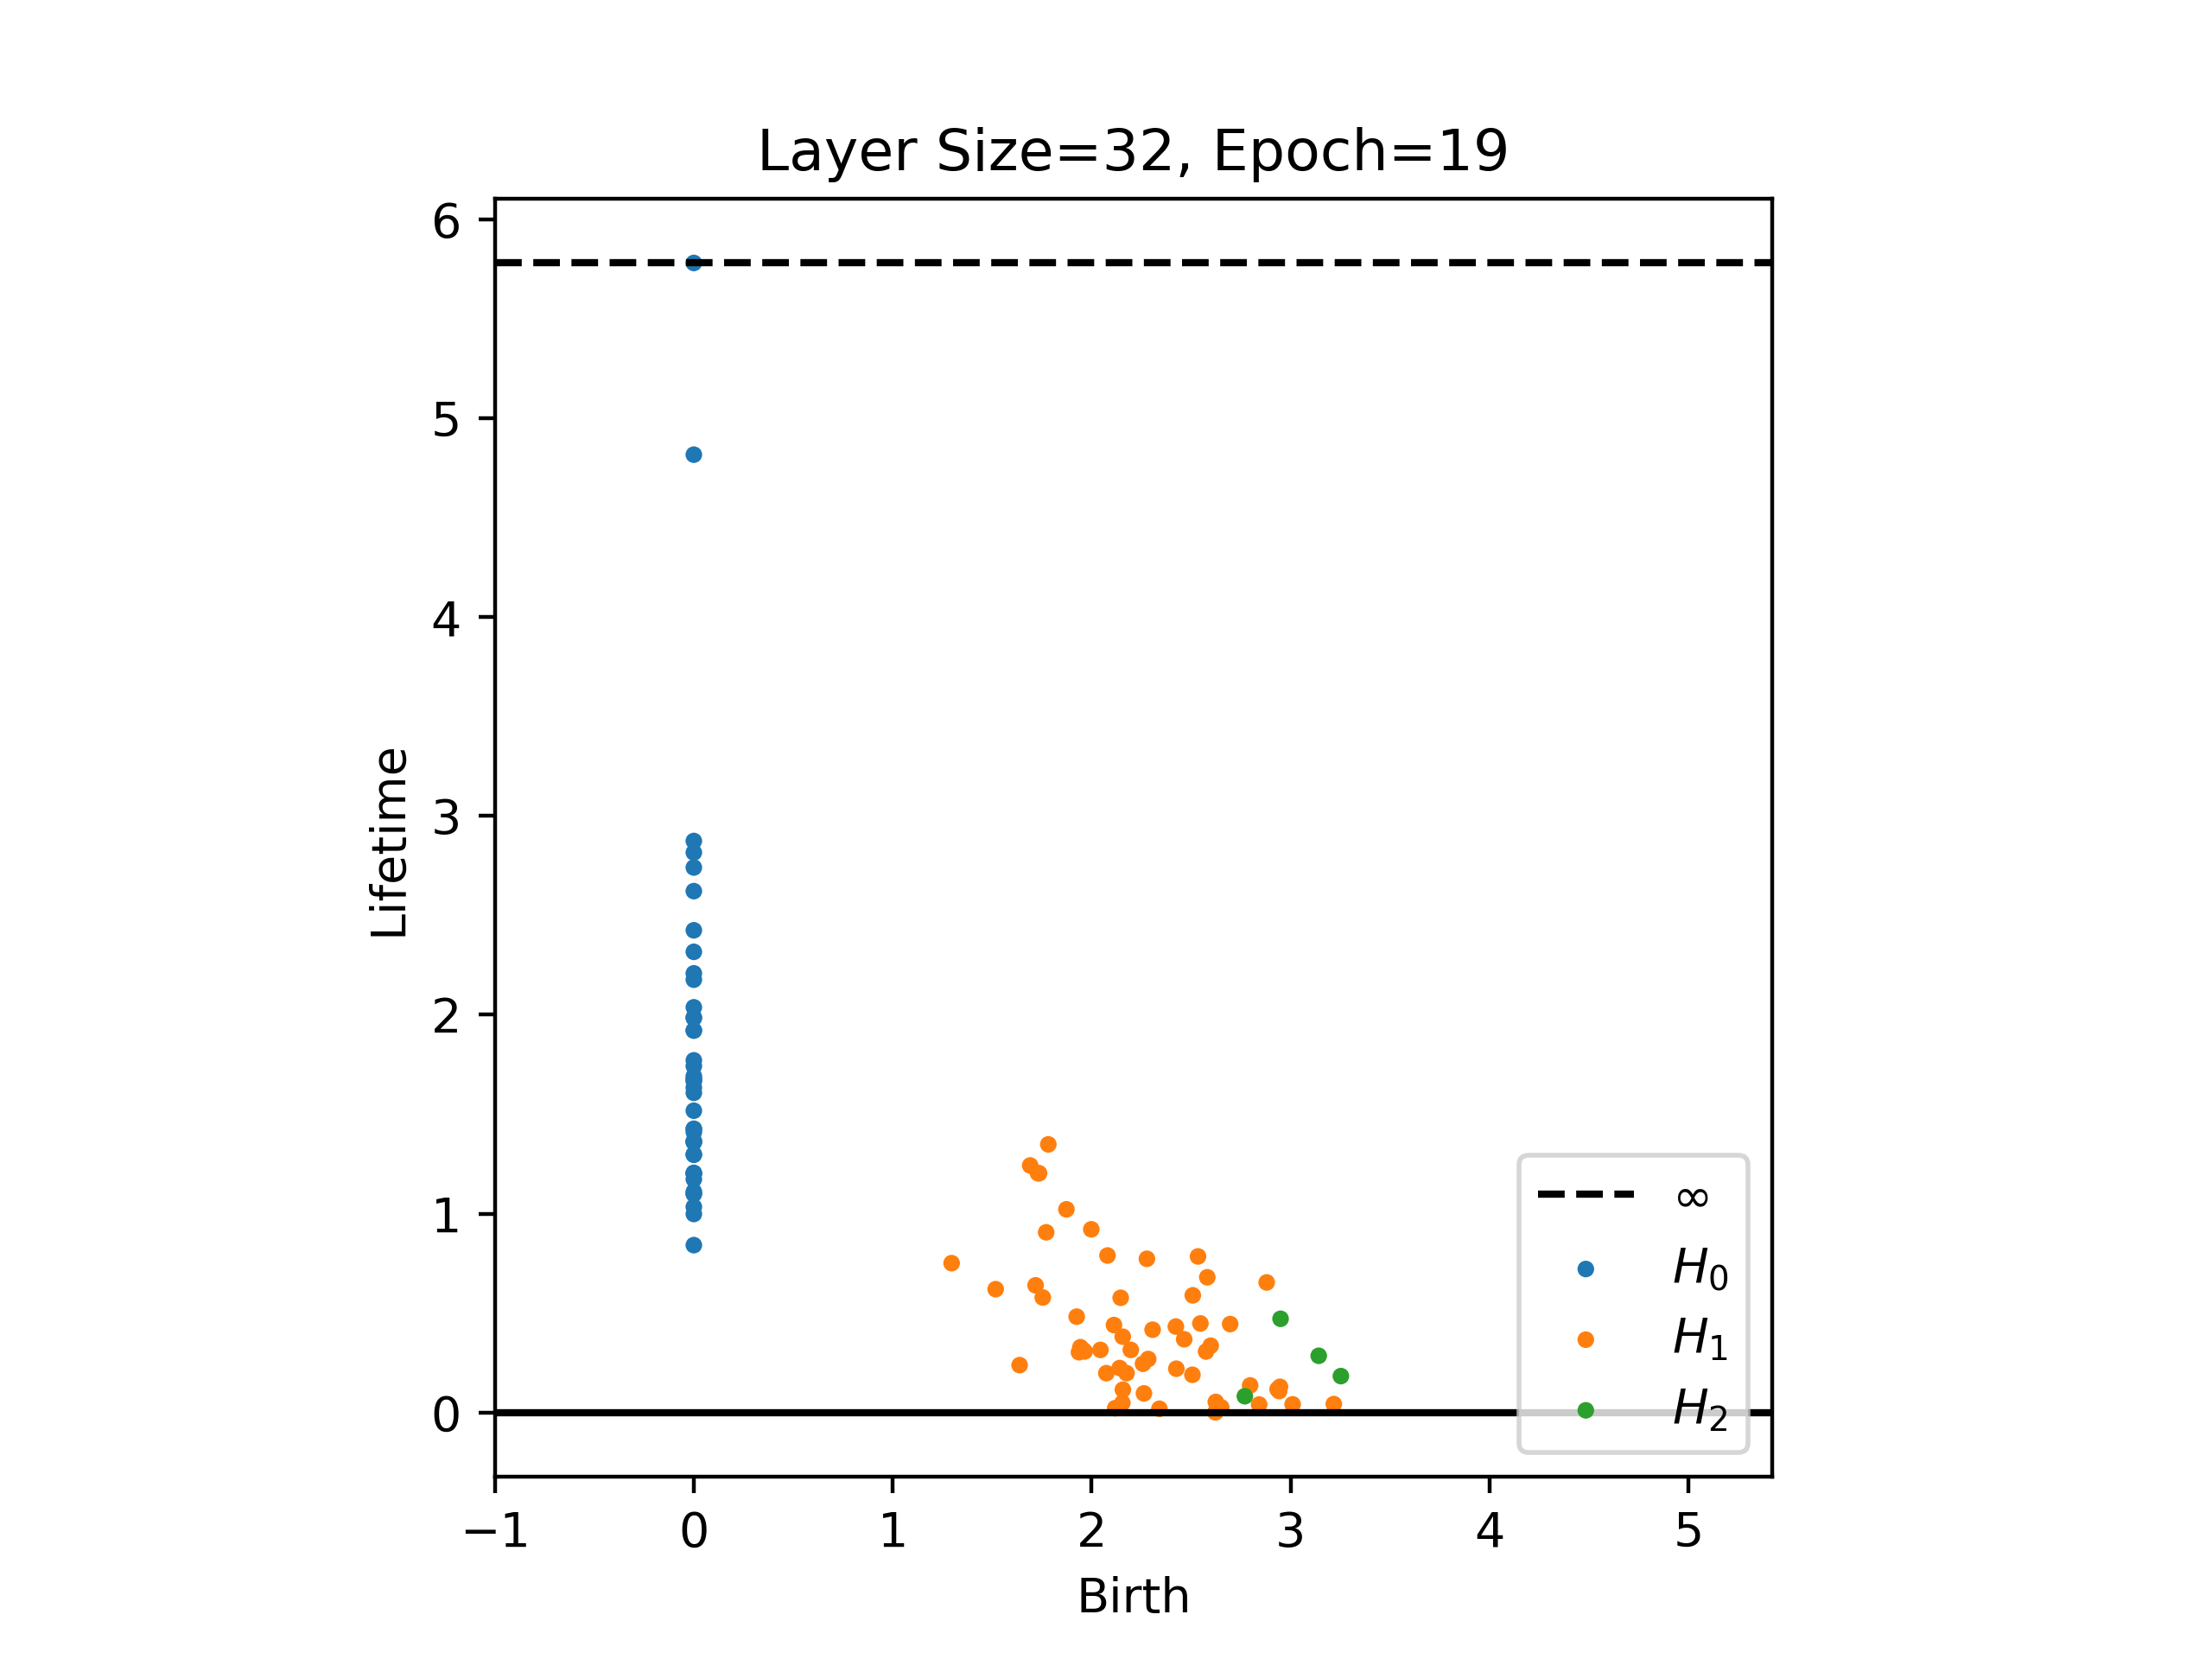 Layer Size=32, Epoch=19
6
5
4
3
2
1
0
Lifetime
∞
H₀
H₁
H₂
−1 0 1 2 3 4 5
Birth